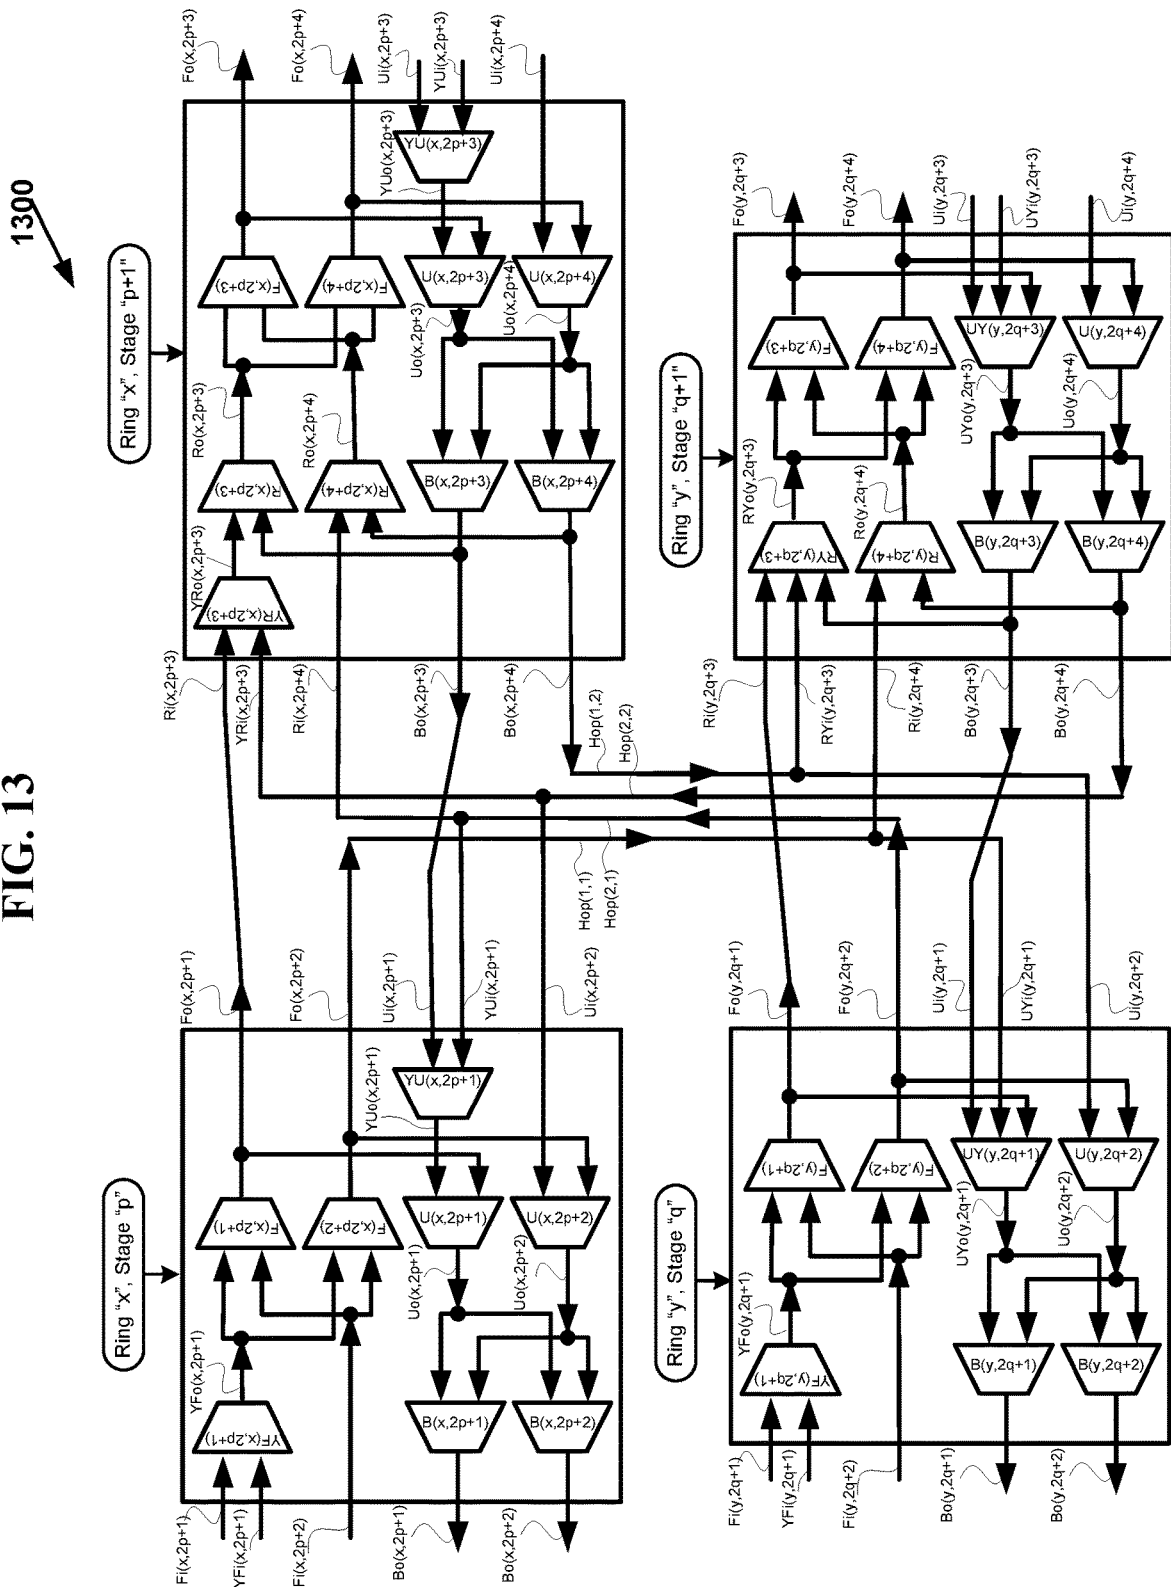 FIG. 13
1300
Ring "x", Stage "p"
Fi(x,2p+1)
YFi(x,2p+1)
Fi(x,2p+2)
Bo(x,2p+1)
Bo(x,2p+2)
YF(x,2p+1)
YFo(x,2p+1)
F(x,2p+1)
F(x,2p+2)
YUo(x,2p+1)
YU(x,2p+1)
U(x,2p+1)
U(x,2p+2)
Uo(x,2p+1)
Uo(x,2p+2)
B(x,2p+1)
B(x,2p+2)
Fo(x,2p+1)
Fo(x,2p+2)
Ui(x,2p+1)
YUi(x,2p+1)
Ui(x,2p+2)
Ring "x", Stage "p+1"
Ri(x,2p+3)
YRi(x,2p+3)
Ri(x,2p+4)
Bo(x,2p+3)
Bo(x,2p+4)
YR(x,2p+3)
YRo(x,2p+3)
R(x,2p+3)
R(x,2p+4)
Ro(x,2p+3)
Ro(x,2p+4)
F(x,2p+3)
F(x,2p+4)
YUo(x,2p+3)
YU(x,2p+3)
U(x,2p+3)
U(x,2p+4)
Uo(x,2p+3)
Uo(x,2p+4)
B(x,2p+3)
B(x,2p+4)
Fo(x,2p+3)
Fo(x,2p+4)
Ui(x,2p+3)
YUi(x,2p+3)
Ui(x,2p+4)
Hop(1,1)
Hop(2,1)
Hop(1,2)
Hop(2,2)
Ring "y", Stage "q"
Fi(y,2q+1)
YFi(y,2q+1)
Fi(y,2q+2)
Bo(y,2q+1)
Bo(y,2q+2)
YF(y,2q+1)
YFo(y,2q+1)
F(y,2q+1)
F(y,2q+2)
UY(y,2q+1)
U(y,2q+2)
UYo(y,2q+1)
Uo(y,2q+2)
B(y,2q+1)
B(y,2q+2)
Fo(y,2q+1)
Fo(y,2q+2)
Ui(y,2q+1)
UYi(y,2q+1)
Ui(y,2q+2)
Ring "y", Stage "q+1"
Ri(y,2q+3)
RYi(y,2q+3)
Ri(y,2q+4)
Bo(y,2q+3)
Bo(y,2q+4)
RY(y,2q+3)
R(y,2q+4)
RYo(y,2q+3)
Ro(y,2q+4)
F(y,2q+3)
F(y,2q+4)
UY(y,2q+3)
U(y,2q+4)
UYo(y,2q+3)
Uo(y,2q+4)
B(y,2q+3)
B(y,2q+4)
Fo(y,2q+3)
Fo(y,2q+4)
Ui(y,2q+3)
UYi(y,2q+3)
Ui(y,2q+4)